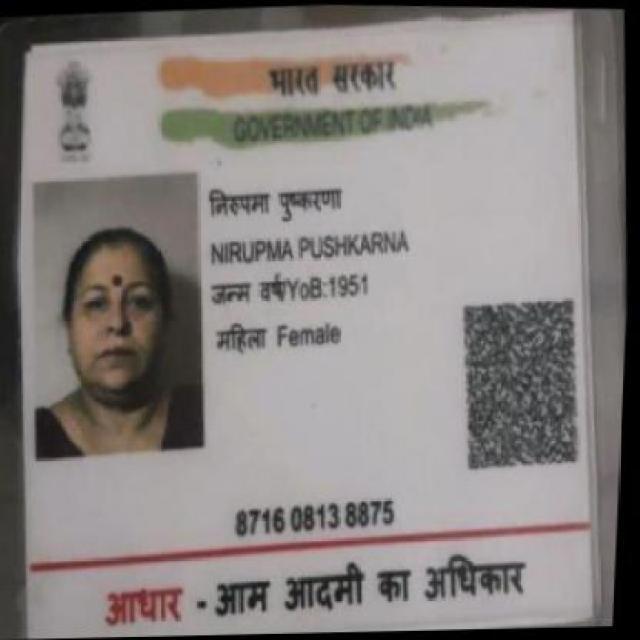 भारत सरकार
GOVERNMENT OF INDIA
निरुपमा पुष्करणा
NIRUPMA PUSHKARNA
जन्म वर्ष/YoB:1951
महिला Female
8716 0813 8875
आधार - आम आदमी का अधिकार